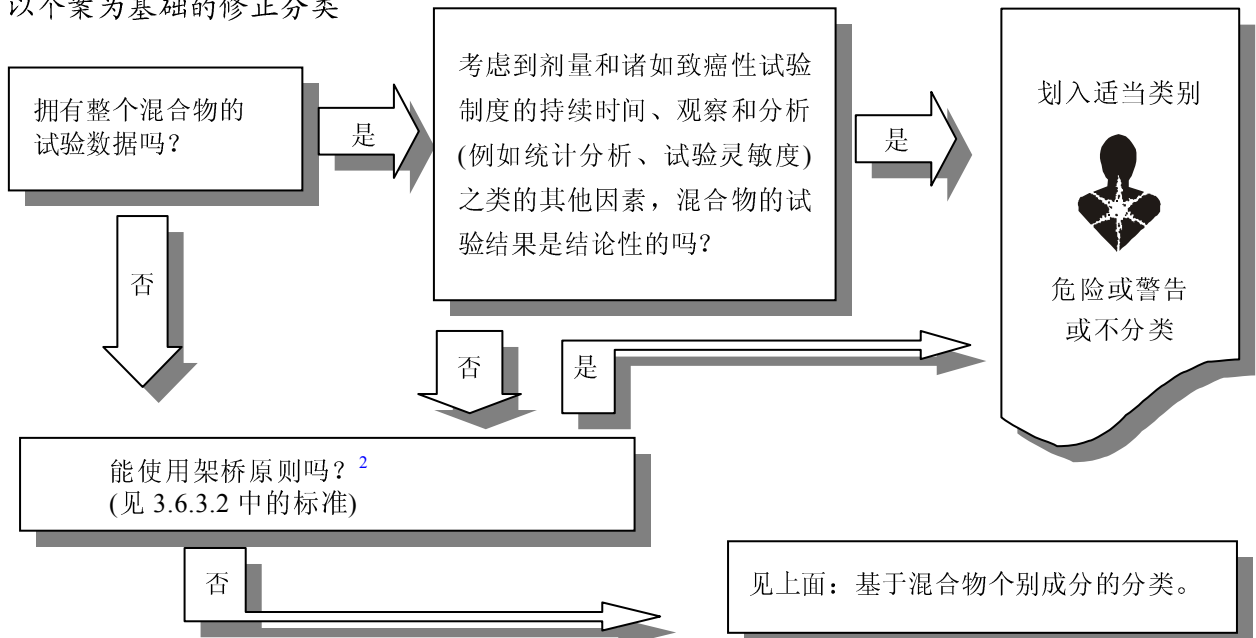 以个案为基础的修正分类
拥有整个混合物的
试验数据吗？
是
考虑到剂量和诸如致癌性试验
制度的持续时间、观察和分析
(例如统计分析、试验灵敏度)
之类的其他因素，混合物的试
验结果是结论性的吗？
是
划入适当类别
危险或警告
或不分类
否
否
是
能使用架桥原则吗？2
(见 3.6.3.2 中的标准)
否
见上面：基于混合物个别成分的分类。